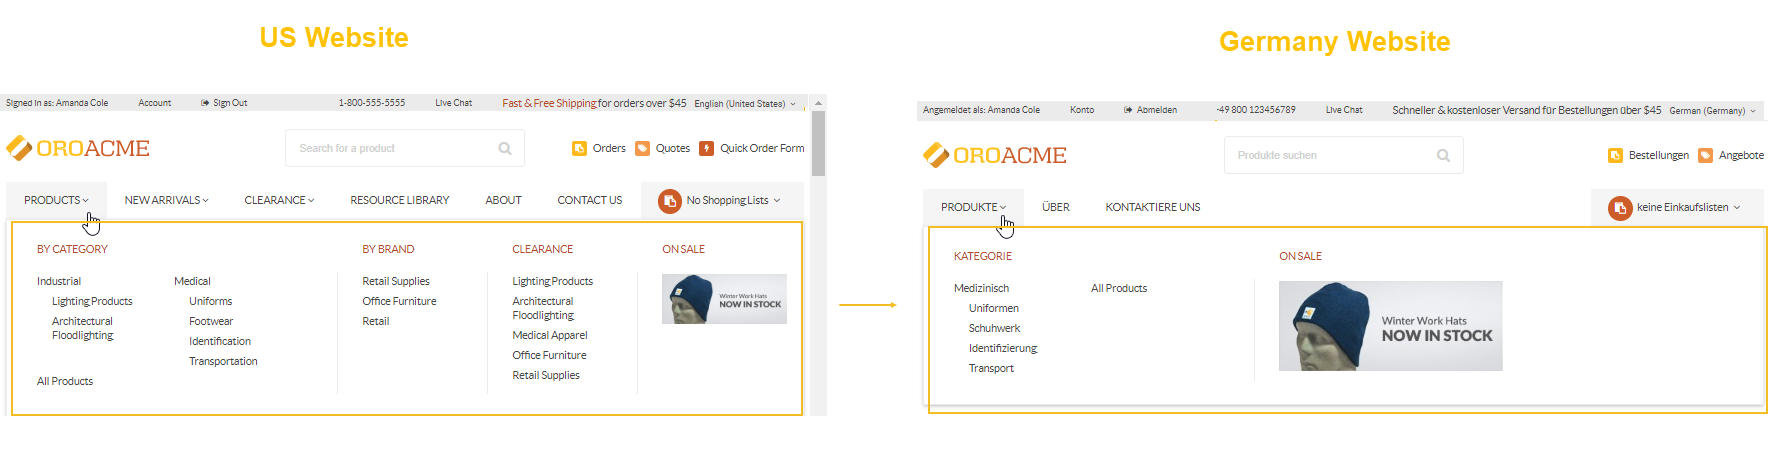 US Website
Signed in as: Amanda Cole Account Sign Out 1-800-555-5555 Live Chat Fast & Free Shipping for orders over $45 English (United States)
OROACME Search for a product Orders Quotes Quick Order Form
PRODUCTS NEW ARRIVALS CLEARANCE RESOURCE LIBRARY ABOUT CONTACT US No Shopping Lists
BY CATEGORY BY BRAND CLEARANCE ON SALE
Industrial Medical Retail Supplies Lighting Products
Lighting Products Uniforms Office Furniture Architectural
Architectural Footwear Retail Floodlighting
Floodlighting Identification Medical Apparel
Transportation Office Furniture
All Products Retail Supplies
Winter Work Hats
NOW IN STOCK
Germany Website
Angemeldet als: Amanda Cole Konto Abmelden -49 800 123456789 Live Chat Schneller & kostenloser Versand für Bestellungen über $45 German (Germany)
OROACME Produkte suchen Bestellungen Angebote
PRODUKTE ÜBER KONTAKTIERE UNS keine Einkaufslisten
KATEGORIE ON SALE
Medizinisch All Products
Uniformen
Schuhwerk
Identifizierung
Transport
Winter Work Hats
NOW IN STOCK